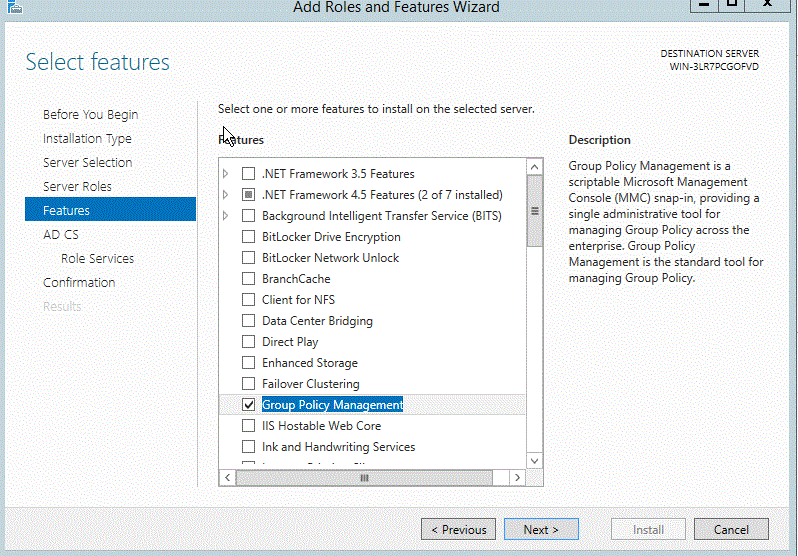 Add Roles and Features Wizard
Select features
DESTINATION SERVER
WIN-3LR7PCGOFVD
Before You Begin
Installation Type
Server Selection
Server Roles
Features
AD CS
Role Services
Confirmation
Results
Select one or more features to install on the selected server.
Features
.NET Framework 3.5 Features
.NET Framework 4.5 Features (2 of 7 installed)
Background Intelligent Transfer Service (BITS)
BitLocker Drive Encryption
BitLocker Network Unlock
BranchCache
Client for NFS
Data Center Bridging
Direct Play
Enhanced Storage
Failover Clustering
Group Policy Management
IIS Hostable Web Core
Ink and Handwriting Services
Description
Group Policy Management is a
scriptable Microsoft Management
Console (MMC) snap-in, providing a
single administrative tool for
managing Group Policy across the
enterprise. Group Policy
Management is the standard tool for
managing Group Policy.
< Previous
Next >
Install
Cancel